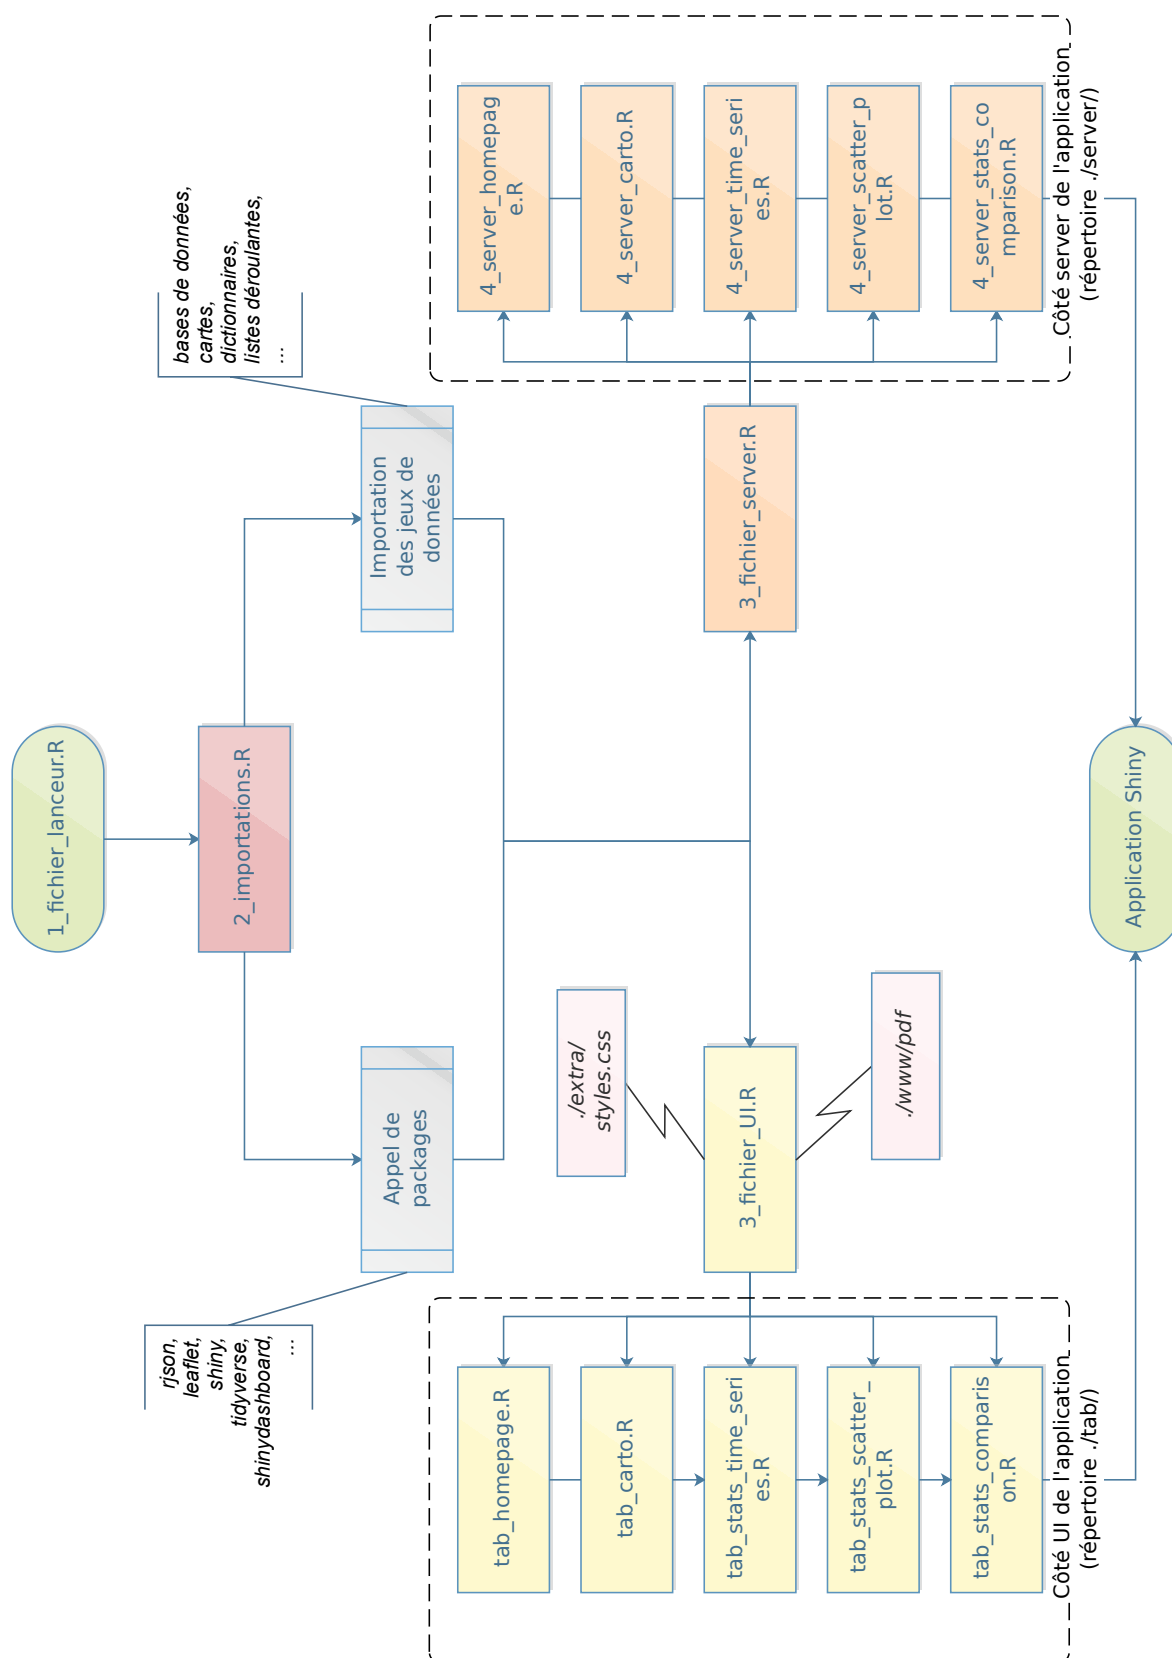 1_fichier_lanceur.R
2_importations.R
Appel de
packages
rjson,
leaflet,
shiny,
tidyverse,
shinydashboard,
...
Importation
des jeux de
données
bases de données,
cartes,
dictionnaires,
listes déroulantes,
...
./extra/
styles.css
3_fichier_UI.R
./www/pdf
3_fichier_server.R
tab_homepage.R
tab_carto.R
tab_stats_time_seri
es.R
tab_stats_scatter_
plot.R
tab_stats_comparis
on.R
Côté UI de l'application
(répertoire ./tab/)
4_server_homepag
e.R
4_server_carto.R
4_server_time_seri
es.R
4_server_scatter_p
lot.R
4_server_stats_co
mparison.R
Côté server de l'application
(répertoire ./server/)
Application Shiny